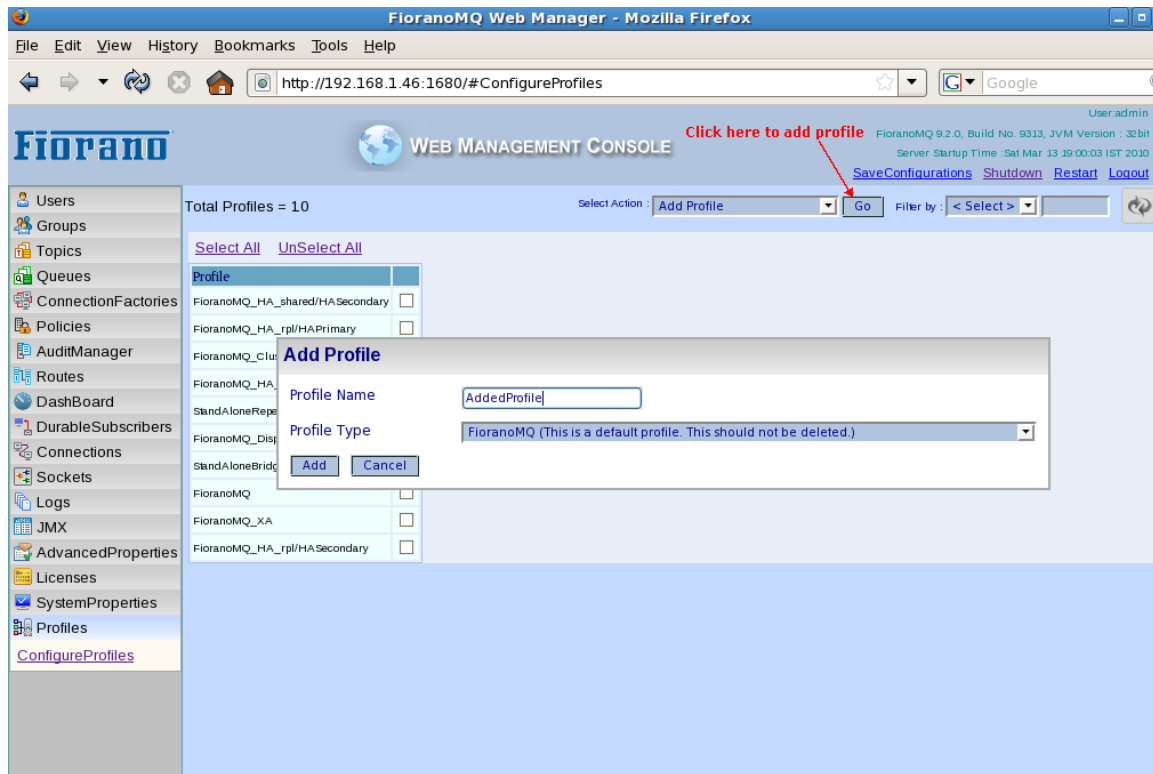 FioranoMQ Web Manager - Mozilla Firefox
File Edit View History Bookmarks Tools Help
http://192.168.1.46:1680/#ConfigureProfiles
Google
Fiorano
WEB MANAGEMENT CONSOLE
Click here to add profile
User:admin
FioranoMQ 9.2.0, Build No. 9313, JVM Version : 32bit
Server Startup Time :Sat Mar 13 19:00:03 IST 2010
SaveConfigurations Shutdown Restart Logout
Users
Groups
Topics
Queues
ConnectionFactories
Policies
AuditManager
Routes
DashBoard
DurableSubscribers
Connections
Sockets
Logs
JMX
AdvancedProperties
Licenses
SystemProperties
Profiles
ConfigureProfiles
Total Profiles = 10
Select Action : Add Profile Go Filter by : < Select >
Select All UnSelect All
Profile
FioranoMQ_HA_shared/HASecondary
FioranoMQ_HA_rpl/HAPrimary
FioranoMQ_Clu
FioranoMQ_HA_
StandAloneRepe
FioranoMQ_Disp
StandAloneBridg
FioranoMQ
FioranoMQ_XA
FioranoMQ_HA_rpl/HASecondary
Add Profile
Profile Name AddedProfile
Profile Type FioranoMQ (This is a default profile. This should not be deleted.)
Add Cancel